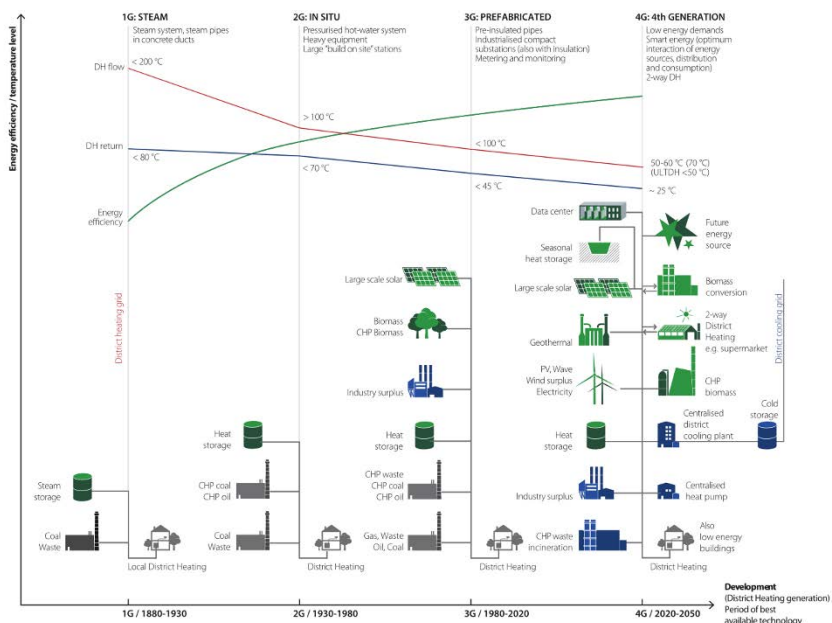 Energy efficiency / temperature level
1G: STEAM
Steam system, steam pipes
in concrete ducts
2G: IN SITU
Pressurised hot-water system
Heavy equipment
Large "build on site" stations
3G: PREFABRICATED
Pre-insulated pipes
Industrialised compact
substations (also with insulation)
Metering and monitoring
4G: 4th GENERATION
Low energy demands
Smart energy (optimum
interaction of energy
sources, distribution
and consumption)
2-way DH
DH flow
< 200 °C
> 100 °C
< 100 °C
50-60 °C (70 °C)
(ULTDH <50 °C)
DH return
< 80 °C
< 70 °C
< 45 °C
~ 25 °C
Energy
efficiency
District heating grid
District cooling grid
Data center
Future
energy
source
Seasonal
heat storage
Large scale solar
Large scale solar
Biomass
conversion
Biomass
CHP Biomass
Geothermal
2-way
District
Heating
e.g. supermarket
Industry surplus
PV, Wave
Wind surplus
Electricity
CHP
biomass
Heat
storage
Heat
storage
Heat
storage
Centralised
district
cooling plant
Cold
storage
Steam
storage
CHP coal
CHP oil
CHP waste
CHP coal
CHP oil
Industry surplus
Centralised
heat pump
Coal
Waste
Coal
Waste
Gas, Waste
Oil, Coal
CHP waste
incineration
Also
low energy
buildings
Local District Heating
District Heating
District Heating
District Heating
1G / 1880-1930
2G / 1930-1980
3G / 1980-2020
4G / 2020-2050
Development
(District Heating generation)
Period of best
available technology